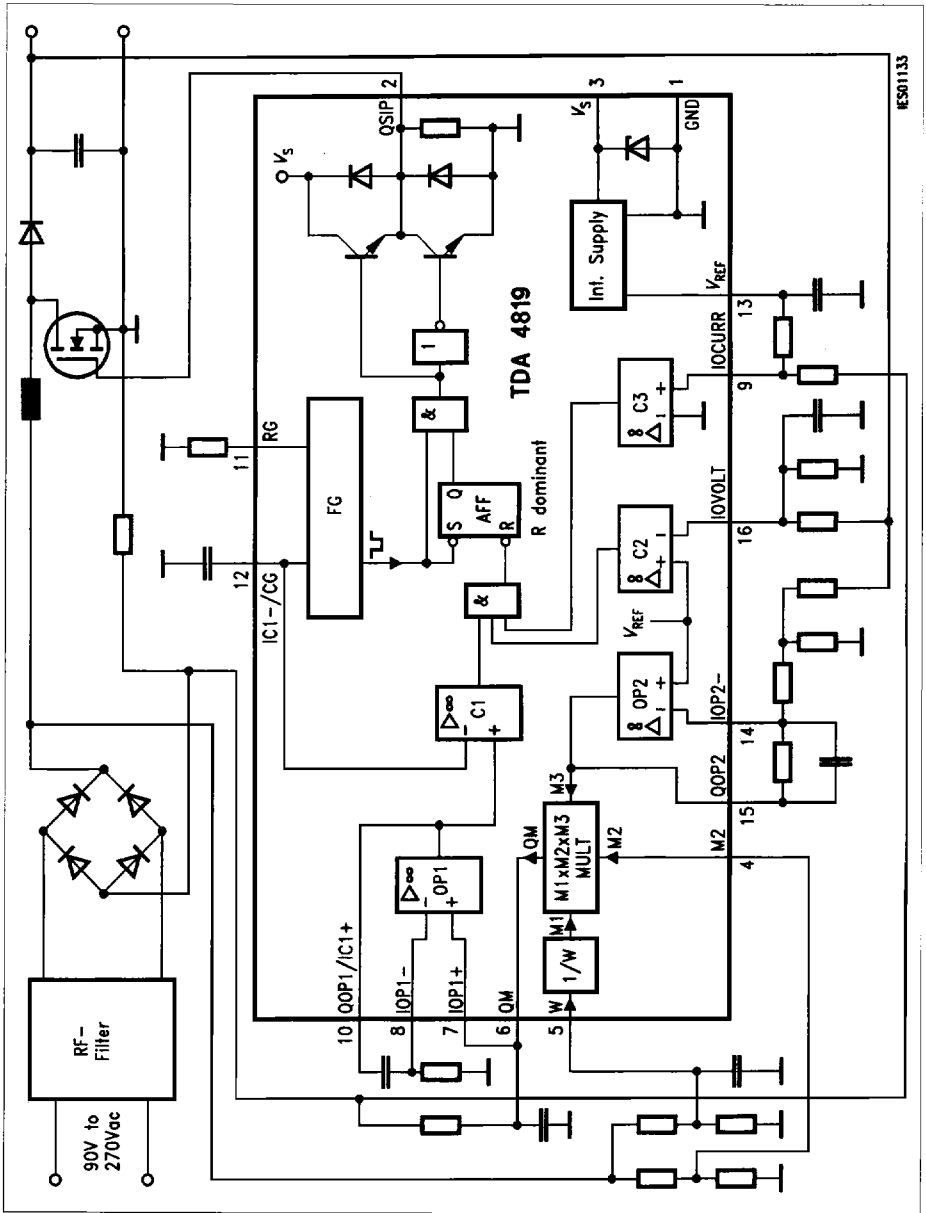 90V to
270Vac
RF-
Filter
12
IC1-/CG
11
RG
FG
10
QOP1/IC1+
8
IOP1-
7
IOP1+
6
QM
5
W
▷∞
-
+
OP1
▷∞
-
+
C1
1/W
M1
M1xM2xM3
MULT
QM
M3
M2
&
S
Q
AFF
R
R dominant
&
1
TDA 4819
V_S
QSIP
2
▷∞
- +
OP2
V_REF
▷∞
+ -
C2
▷∞
- +
C3
Int. Supply
V_S
3
GND
1
M2
4
QOP2
15
IOP2-
14
IOVOLT
16
IOCURR
9
V_REF
13
IES01133